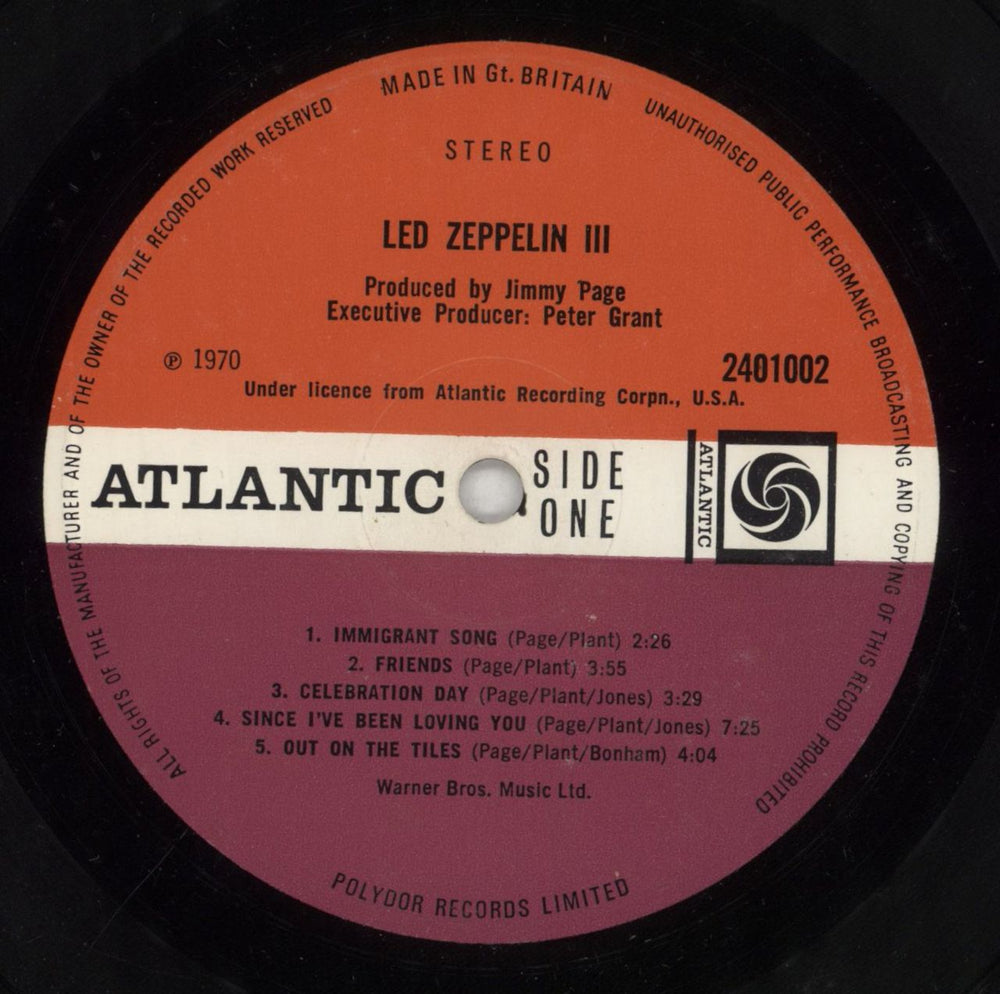 MADE IN Gt. BRITAIN
UNAUTHORISED PUBLIC PERFORMANCE BROADCASTING AND COPYING OF THIS RECORD PROHIBITED
ALL RIGHTS OF THE MANUFACTURER AND OF THE OWNER OF THE RECORDED WORK RESERVED
STEREO
LED ZEPPELIN III
Produced by Jimmy Page
Executive Producer: Peter Grant
℗ 1970
2401002
Under licence from Atlantic Recording Corpn., U.S.A.
ATLANTIC
SIDE
ONE
ATLANTIC
1. IMMIGRANT SONG (Page/Plant) 2:26
2. FRIENDS (Page/Plant) 3:55
3. CELEBRATION DAY (Page/Plant/Jones) 3:29
4. SINCE I'VE BEEN LOVING YOU (Page/Plant/Jones) 7:25
5. OUT ON THE TILES (Page/Plant/Bonham) 4:04
Warner Bros. Music Ltd.
POLYDOR RECORDS LIMITED